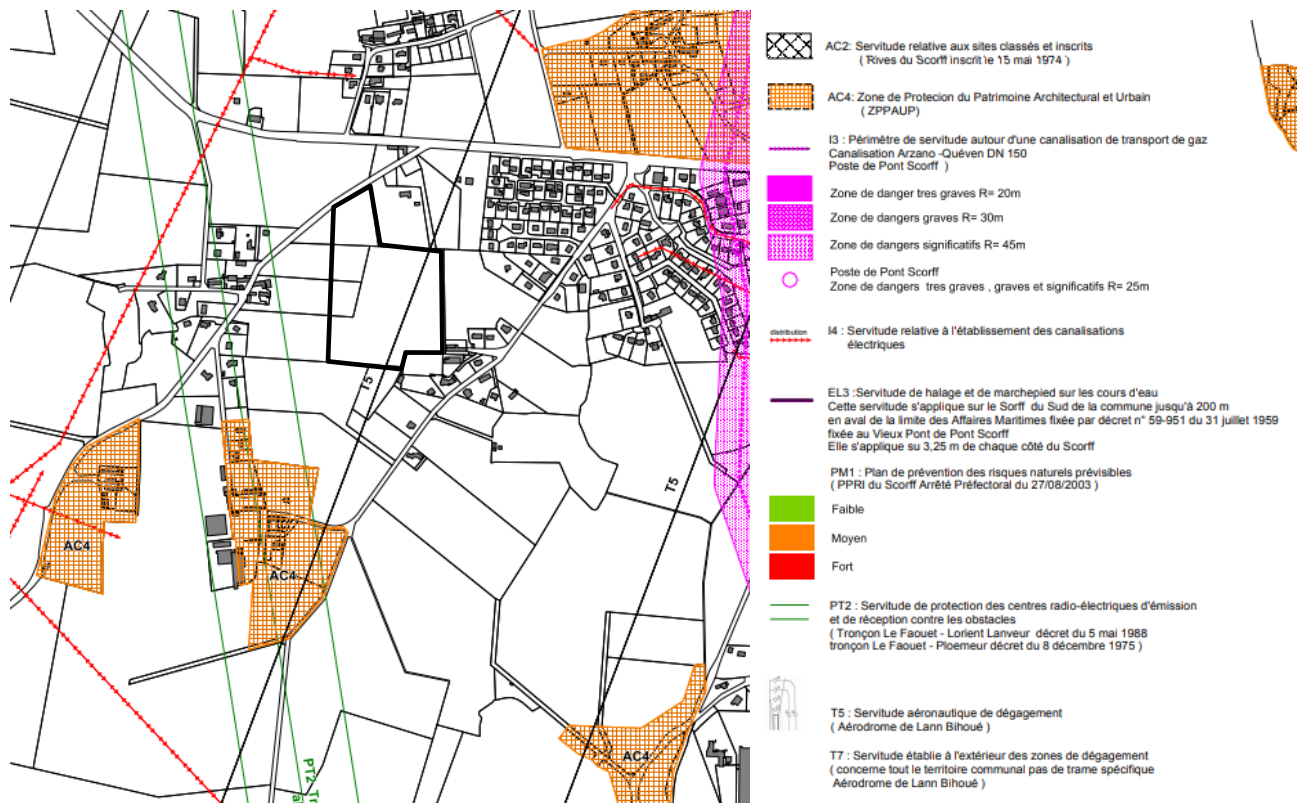 AC2: Servitude relative aux sites classés et inscrits
( Rives du Scorff inscrit le 15 mai 1974 )
AC4: Zone de Protecion du Patrimoine Architectural et Urbain
( ZPPAUP )
I3 : Périmètre de servitude autour d'une canalisation de transport de gaz
Canalisation Arzano -Quéven DN 150
Poste de Pont Scorff )
Zone de danger tres graves R= 20m
Zone de dangers graves R= 30m
Zone de dangers significatifs R= 45m
Poste de Pont Scorff
Zone de dangers tres graves , graves et significatifs R= 25m
distribution
I4 : Servitude relative à l'établissement des canalisations
électriques
EL3 :Servitude de halage et de marchepied sur les cours d'eau
Cette servitude s'applique sur le Sorff du Sud de la commune jusqu'à 200 m
en aval de la limite des Affaires Maritimes fixée par décret n° 59-951 du 31 juillet 1959
fixée au Vieux Pont de Pont Scorff
Elle s'applique su 3,25 m de chaque côté du Scorff
PM1 : Plan de prévention des risques naturels prévisibles
( PPRI du Scorff Arrêté Préfectoral du 27/08/2003 )
Faible
Moyen
Fort
PT2 : Servitude de protection des centres radio-électriques d'émission
et de réception contre les obstacles
( Tronçon Le Faouet - Lorient Lanveur décret du 5 mai 1988
tronçon Le Faouet - Ploemeur décret du 8 décembre 1975 )
T5 : Servitude aéronautique de dégagement
( Aérodrome de Lann Bihoué )
T7 : Servitude établie à l'extérieur des zones de dégagement
( concerne tout le territoire communal pas de trame spécifique
Aérodrome de Lann Bihoué )
T5
T5
AC4
AC4
AC4
PT2